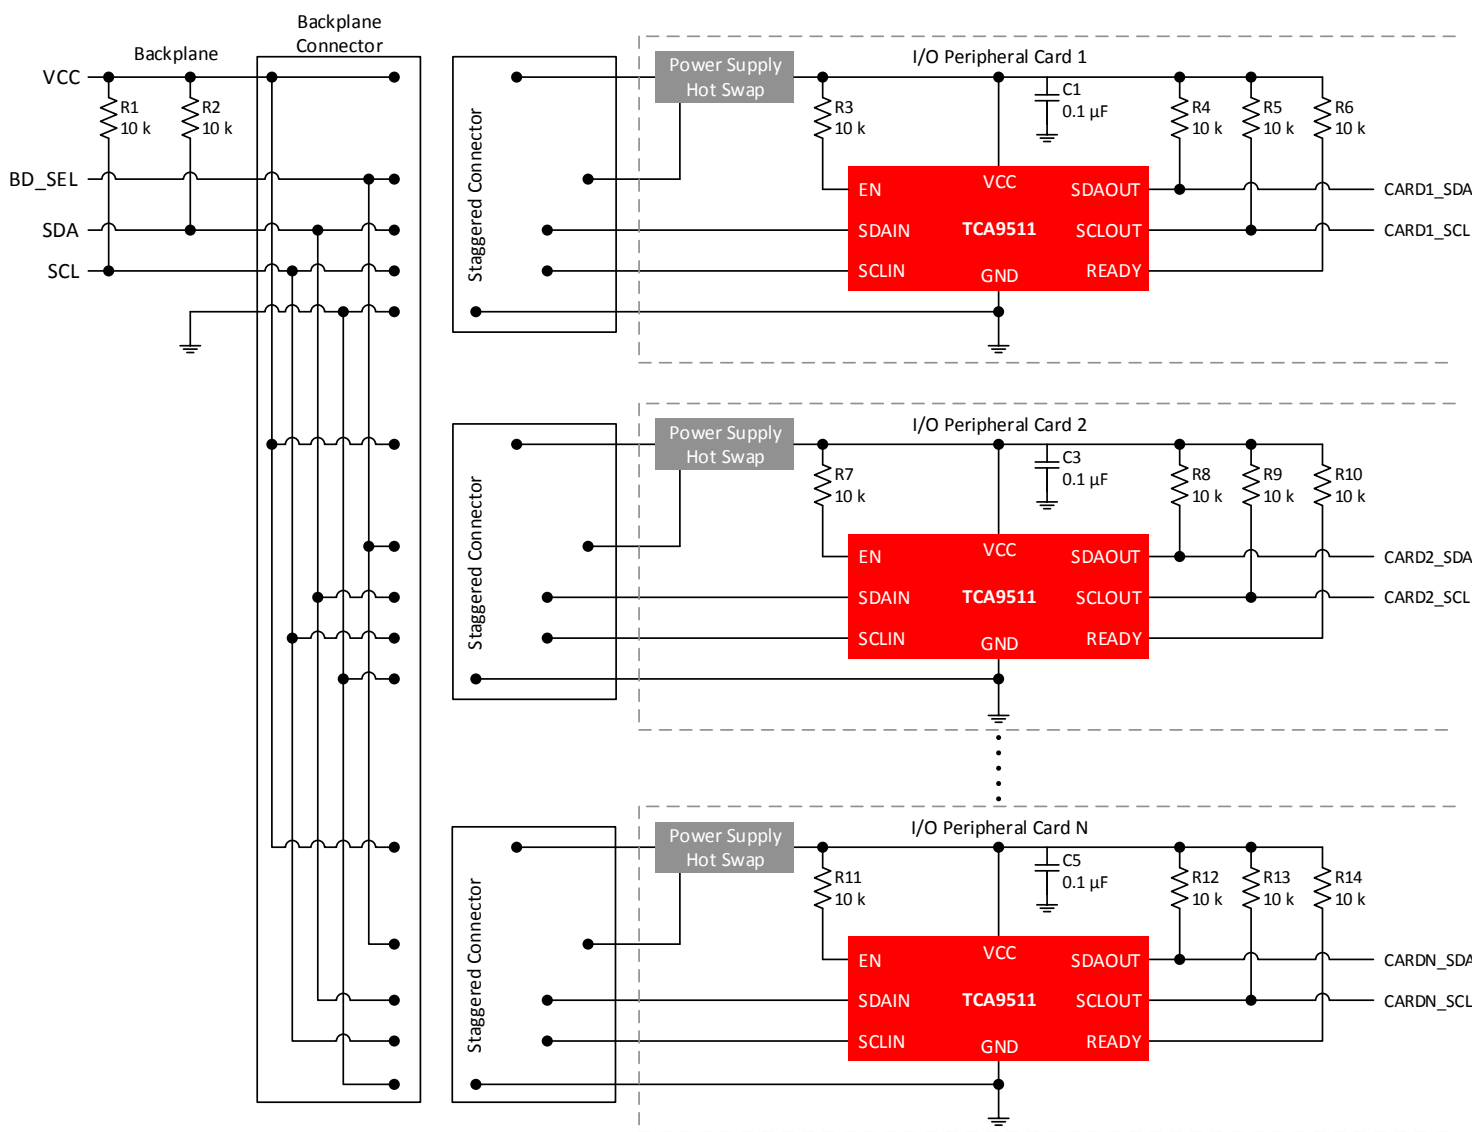 Backplane
Connector
Backplane
VCC
R1
10 k
R2
10 k
BD_SEL
SDA
SCL
Staggered Connector
Power Supply
Hot Swap
I/O Peripheral Card 1
R3
10 k
C1
0.1 µF
R4
10 k
R5
10 k
R6
10 k
VCC
EN
SDAIN
SCLIN
TCA9511
GND
SDAOUT
SCLOUT
READY
CARD1_SDA
CARD1_SCL
Staggered Connector
Power Supply
Hot Swap
I/O Peripheral Card 2
R7
10 k
C3
0.1 µF
R8
10 k
R9
10 k
R10
10 k
VCC
EN
SDAIN
SCLIN
TCA9511
GND
SDAOUT
SCLOUT
READY
CARD2_SDA
CARD2_SCL
Staggered Connector
Power Supply
Hot Swap
I/O Peripheral Card N
R11
10 k
C5
0.1 µF
R12
10 k
R13
10 k
R14
10 k
VCC
EN
SDAIN
SCLIN
TCA9511
GND
SDAOUT
SCLOUT
READY
CARDN_SDA
CARDN_SCL